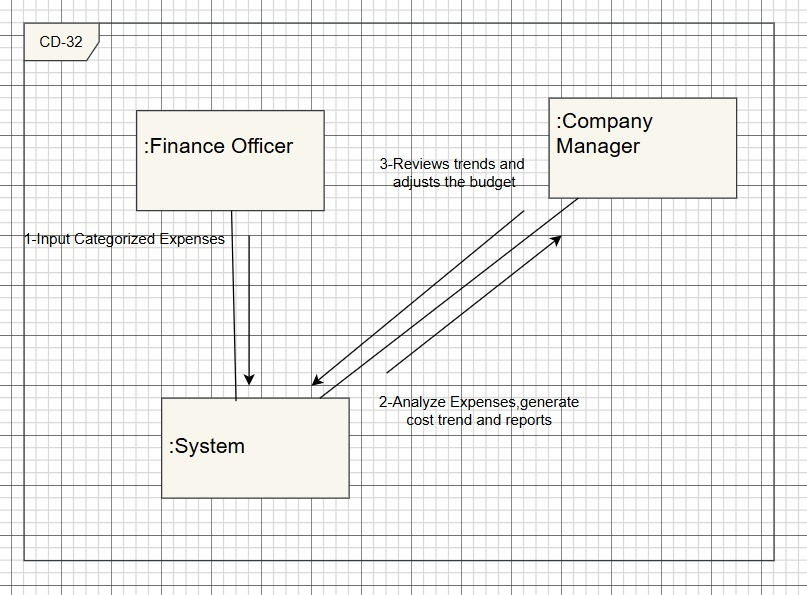 CD-32
:Finance Officer
:Company
Manager
3-Reviews trends and
adjusts the budget
1-Input Categorized Expenses
2-Analyze Expenses,generate
cost trend and reports
:System